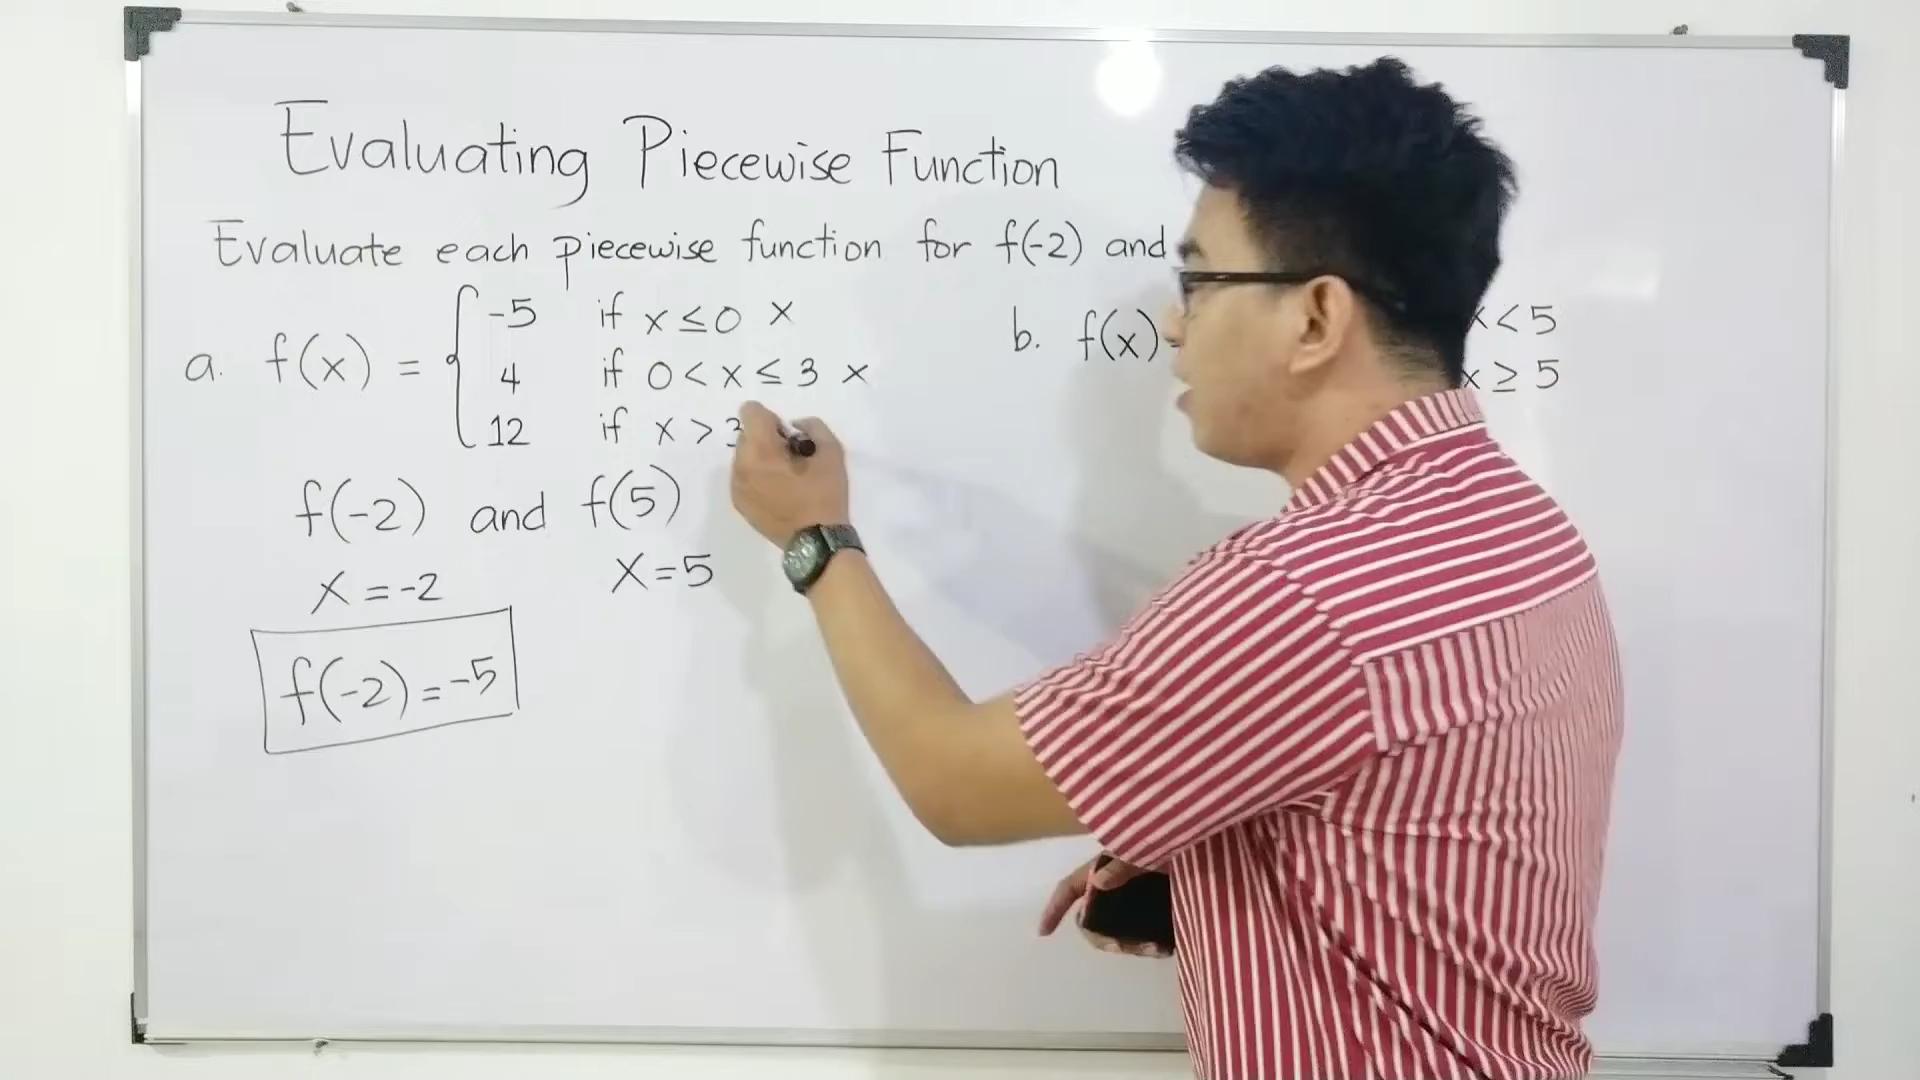 Evaluating Piecewise Function
Evaluate each piecewise function for f(-2) and
a. f(x) = { -5 if x ≤ 0 x
4 if 0 < x ≤ 3 x
12 if x > 3
b. f(x)
x < 5
x ≥ 5
f(-2) and f(5)
x = -2
x = 5
f(-2) = -5